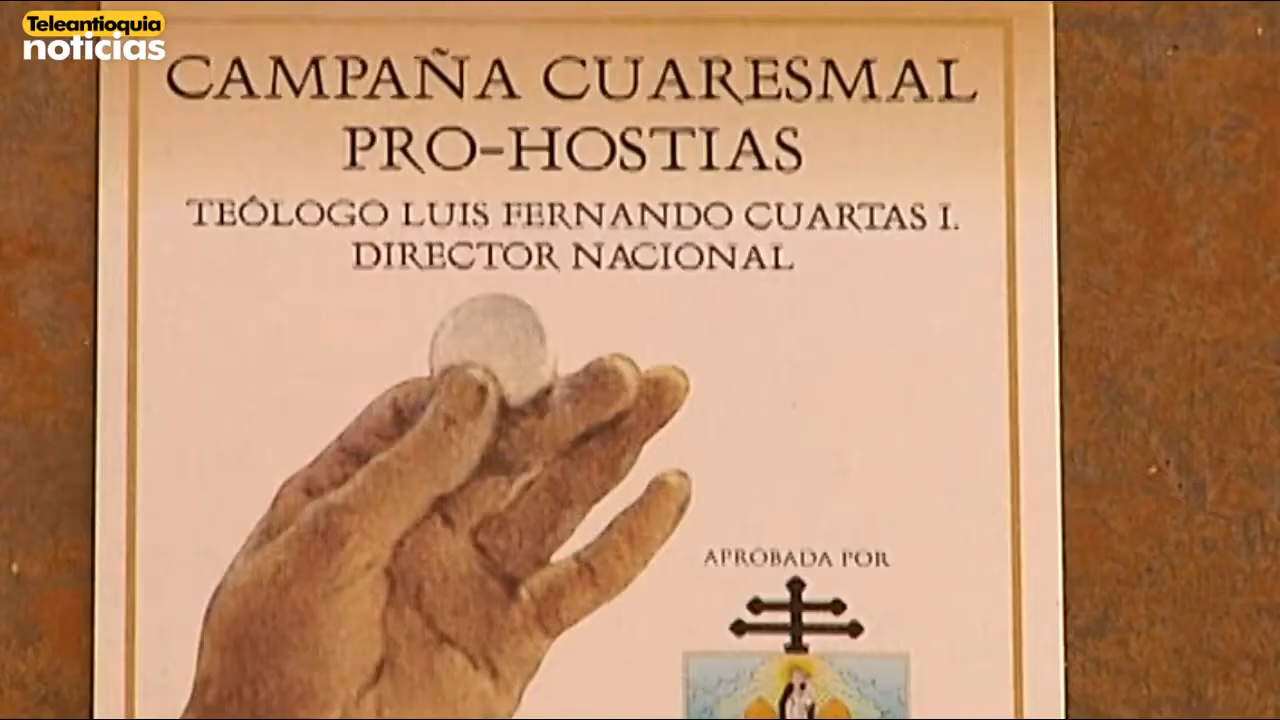 Teleantioquia
noticias
CAMPAÑA CUARESMAL
PRO-HOSTIAS
TEÓLOGO LUIS FERNANDO CUARTAS I.
DIRECTOR NACIONAL
APROBADA POR